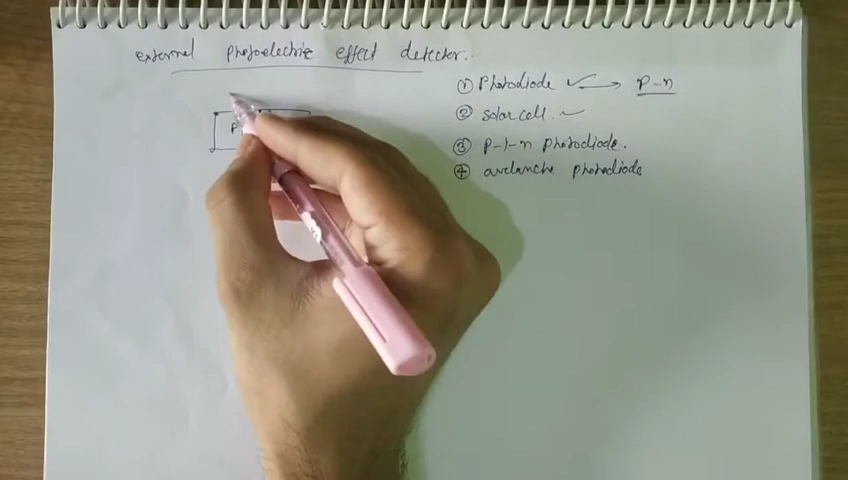 external photoelectric effect detector..
① Photodiode ✓ → p-n
② solar cell.
③ p-i-n photodiode.
④ avalanche photodiode
P